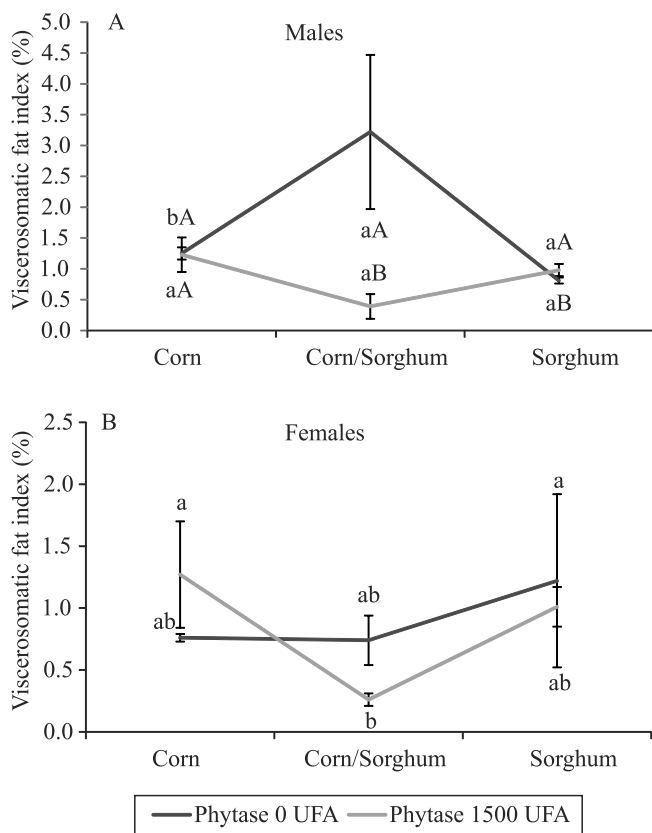 A
Males
Viscerosomatic fat index (%)
5.0
4.5
4.0
3.5
3.0
2.5
2.0
1.5
1.0
0.5
0.0
bA
aA
aA
aB
aA
aB
Corn
Corn/Sorghum
Sorghum
B
Females
Viscerosomatic fat index (%)
2.5
2.0
1.5
1.0
0.5
0.0
a
ab
ab
b
a
ab
Corn
Corn/Sorghum
Sorghum
Phytase 0 UFA
Phytase 1500 UFA